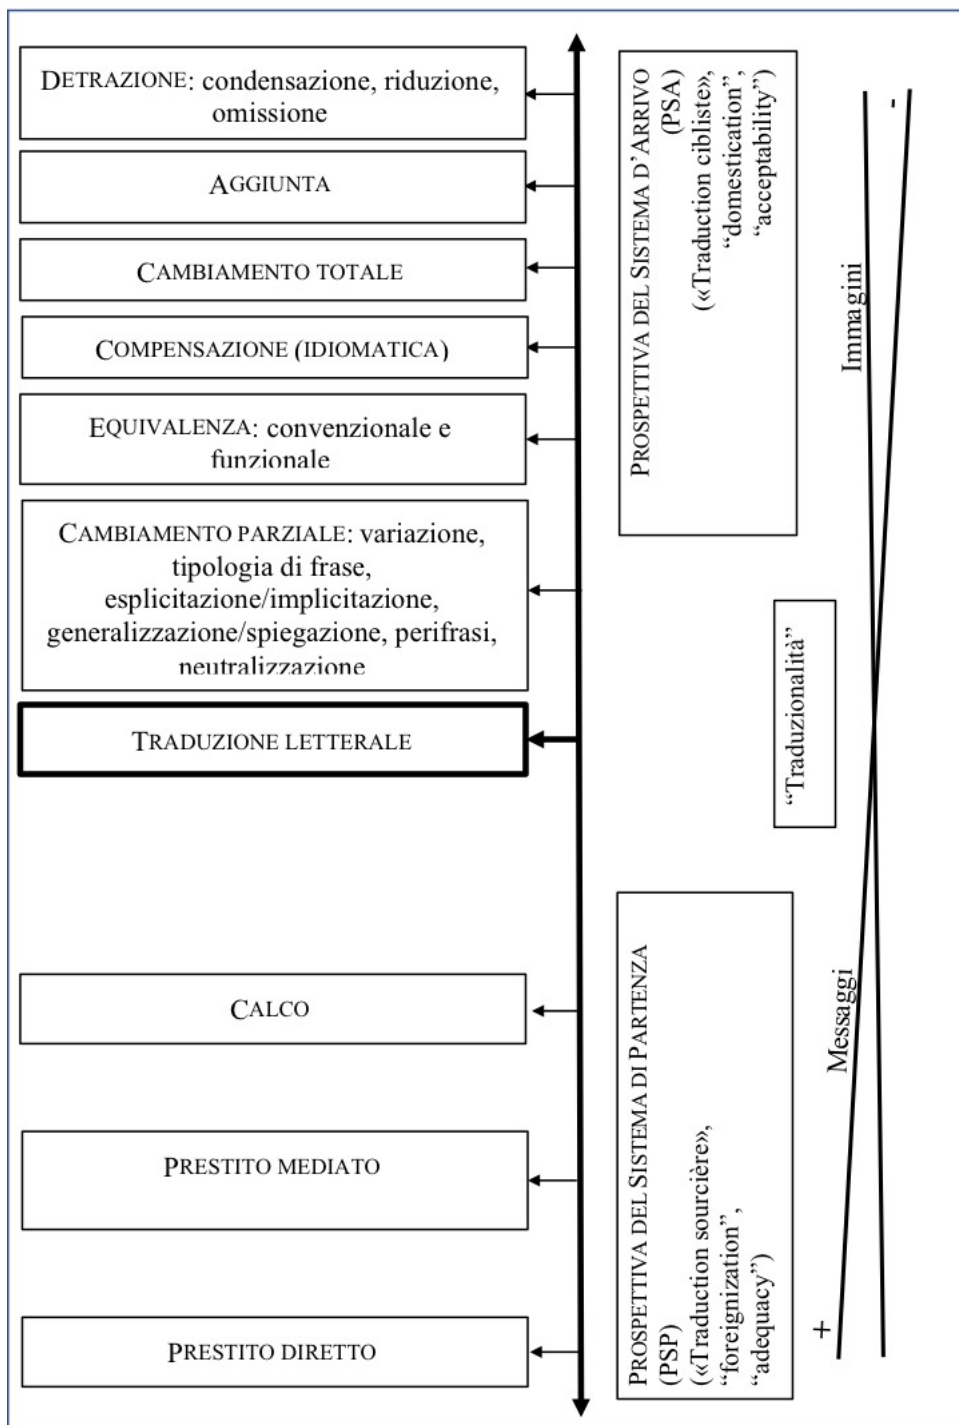 DETRAZIONE: condensazione, riduzione,
omissione
AGGIUNTA
CAMBIAMENTO TOTALE
COMPENSAZIONE (IDIOMATICA)
EQUIVALENZA: convenzionale e
funzionale
CAMBIAMENTO PARZIALE: variazione,
tipologia di frase,
esplicitazione/implicitazione,
generalizzazione/spiegazione, perifrasi,
neutralizzazione
TRADUZIONE LETTERALE
CALCO
PRESTITO MEDIATO
PRESTITO DIRETTO
PROSPETTIVA DEL SISTEMA D’ARRIVO
(PSA)
(«Traduction cibliste»,
“domestication”,
“acceptability”)
PROSPETTIVA DEL SISTEMA DI PARTENZA
(PSP)
(«Traduction sourcière»,
“foreignization”,
“adequacy”)
“Traduzionalità”
Immagini
-
Messaggi
+